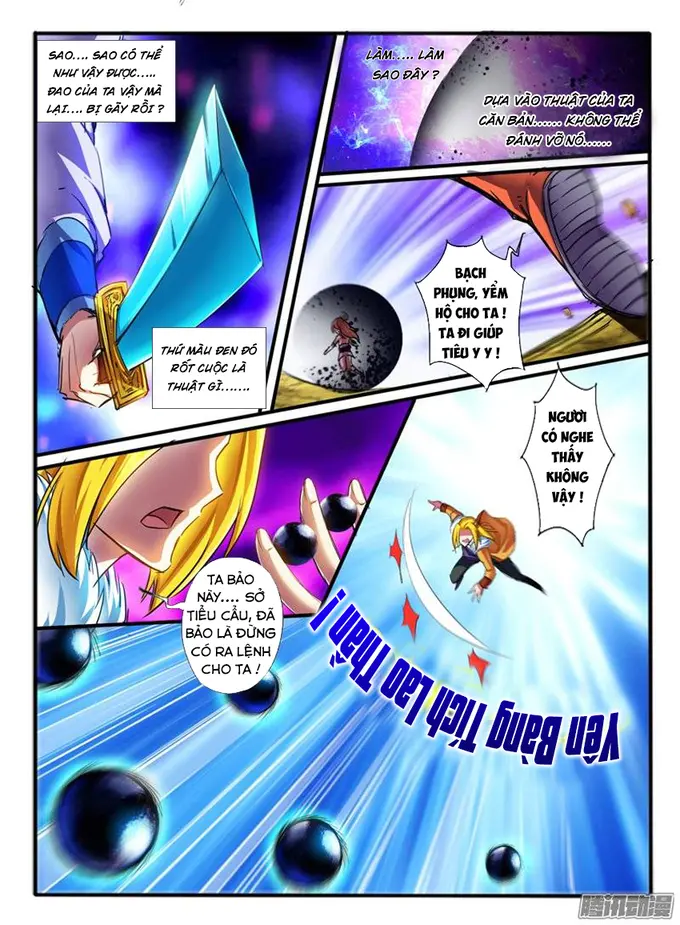 SAO.... SAO CÓ THỂ
NHƯ VẬY ĐƯỢC.....
ĐAO CỦA TA VẬY MÀ
LẠI.... BỊ GÃY RỒI ?
LÀM..... LÀM
SAO ĐÂY ?
DỰA VÀO THUẬT CỦA TA
CĂN BẢN...... KHÔNG THỂ
ĐÁNH VỠ NÓ......
THỨ MÀU ĐEN ĐÓ
RỐT CUỘC LÀ
THUẬT GÌ.......
BẠCH
PHỤNG, YỂM
HỘ CHO TA !
TA ĐI GIÚP
TIÊU Y Y !
NGƯƠI
CÓ NGHE
THẤY
KHÔNG
VẬY !
TA BẢO
NÀY.... SỞ
TIỂU CẨU, ĐÃ
BẢO LÀ ĐỪNG
CÓ RA LỆNH
CHO TA !
Yên Bàng Tích Lao Thần !
腾讯动漫